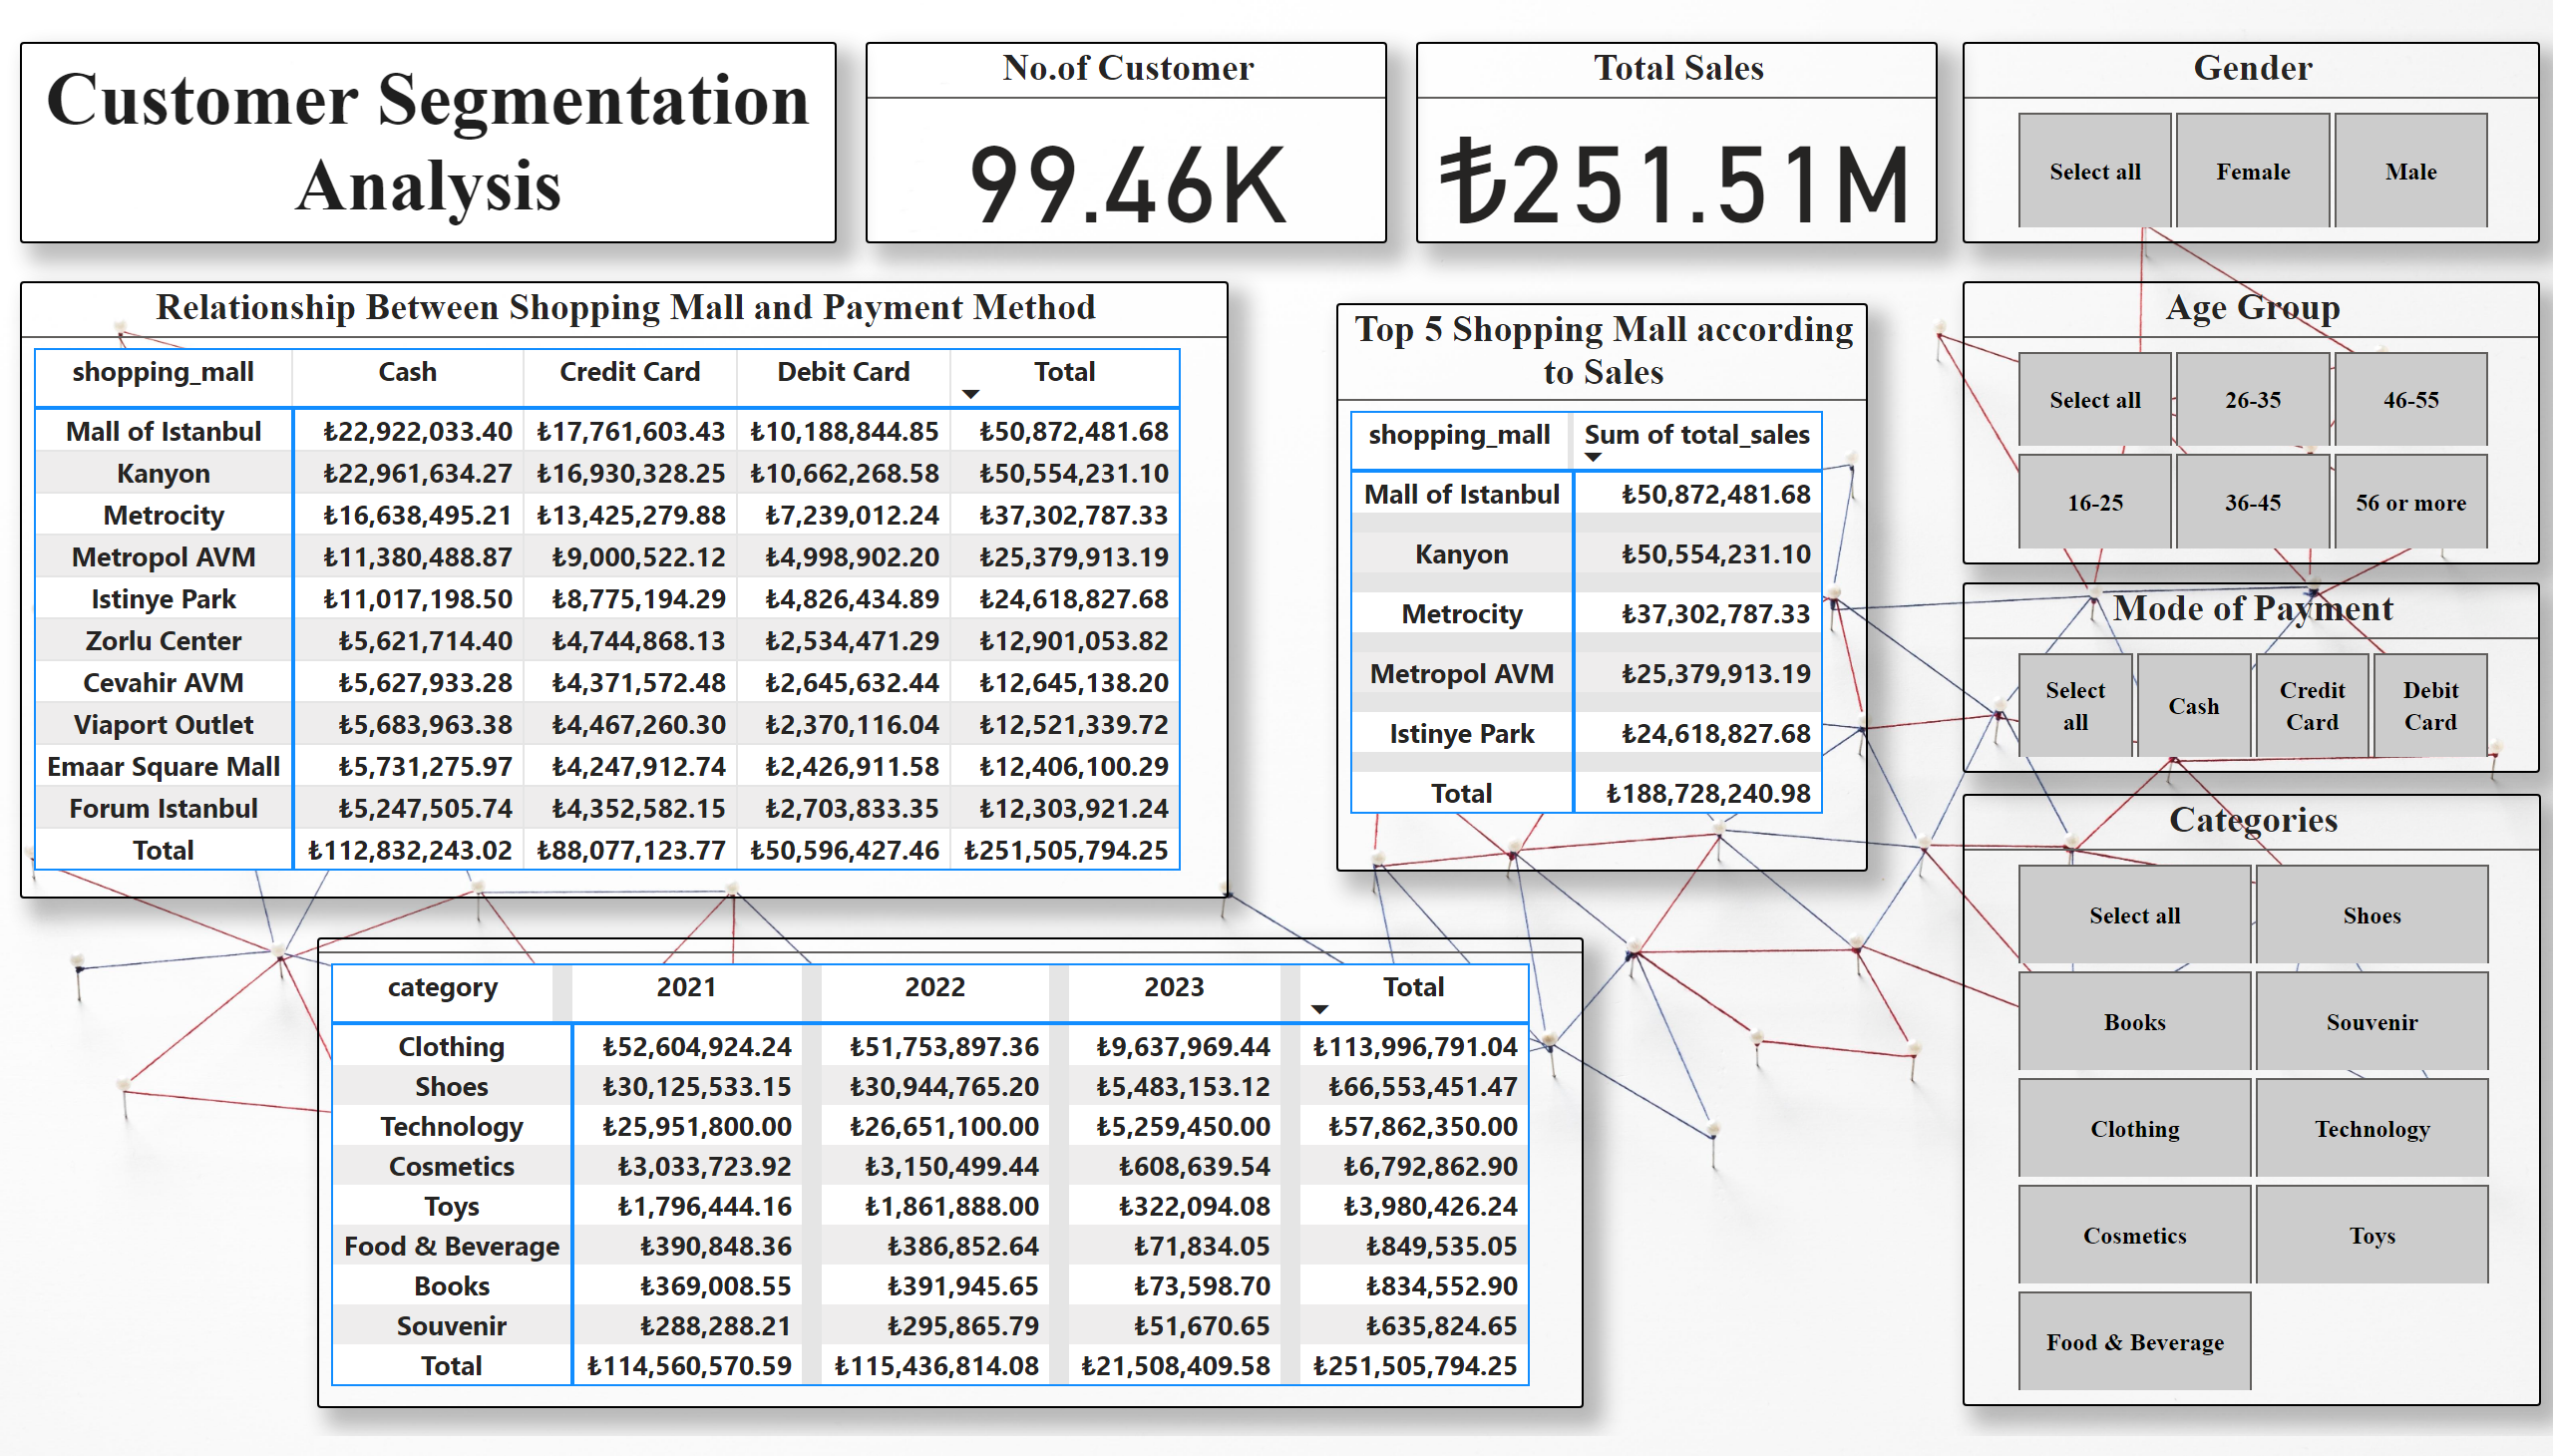 Customer Segmentation
Analysis
No.of Customer
99.46K
Total Sales
₺251.51M
Gender
Select all Female Male
Relationship Between Shopping Mall and Payment Method
shopping_mall Cash Credit Card Debit Card Total
Mall of Istanbul ₺22,922,033.40 ₺17,761,603.43 ₺10,188,844.85 ₺50,872,481.68
Kanyon ₺22,961,634.27 ₺16,930,328.25 ₺10,662,268.58 ₺50,554,231.10
Metrocity ₺16,638,495.21 ₺13,425,279.88 ₺7,239,012.24 ₺37,302,787.33
Metropol AVM ₺11,380,488.87 ₺9,000,522.12 ₺4,998,902.20 ₺25,379,913.19
Istinye Park ₺11,017,198.50 ₺8,775,194.29 ₺4,826,434.89 ₺24,618,827.68
Zorlu Center ₺5,621,714.40 ₺4,744,868.13 ₺2,534,471.29 ₺12,901,053.82
Cevahir AVM ₺5,627,933.28 ₺4,371,572.48 ₺2,645,632.44 ₺12,645,138.20
Viaport Outlet ₺5,683,963.38 ₺4,467,260.30 ₺2,370,116.04 ₺12,521,339.72
Emaar Square Mall ₺5,731,275.97 ₺4,247,912.74 ₺2,426,911.58 ₺12,406,100.29
Forum Istanbul ₺5,247,505.74 ₺4,352,582.15 ₺2,703,833.35 ₺12,303,921.24
Total ₺112,832,243.02 ₺88,077,123.77 ₺50,596,427.46 ₺251,505,794.25
Top 5 Shopping Mall according
to Sales
shopping_mall Sum of total_sales
Mall of Istanbul ₺50,872,481.68
Kanyon ₺50,554,231.10
Metrocity ₺37,302,787.33
Metropol AVM ₺25,379,913.19
Istinye Park ₺24,618,827.68
Total ₺188,728,240.98
Age Group
Select all 26-35 46-55
16-25 36-45 56 or more
Mode of Payment
Select
all
Cash
Credit
Card
Debit
Card
Categories
Select all Shoes
Books Souvenir
Clothing Technology
Cosmetics Toys
Food & Beverage
category 2021 2022 2023 Total
Clothing ₺52,604,924.24 ₺51,753,897.36 ₺9,637,969.44 ₺113,996,791.04
Shoes ₺30,125,533.15 ₺30,944,765.20 ₺5,483,153.12 ₺66,553,451.47
Technology ₺25,951,800.00 ₺26,651,100.00 ₺5,259,450.00 ₺57,862,350.00
Cosmetics ₺3,033,723.92 ₺3,150,499.44 ₺608,639.54 ₺6,792,862.90
Toys ₺1,796,444.16 ₺1,861,888.00 ₺322,094.08 ₺3,980,426.24
Food & Beverage ₺390,848.36 ₺386,852.64 ₺71,834.05 ₺849,535.05
Books ₺369,008.55 ₺391,945.65 ₺73,598.70 ₺834,552.90
Souvenir ₺288,288.21 ₺295,865.79 ₺51,670.65 ₺635,824.65
Total ₺114,560,570.59 ₺115,436,814.08 ₺21,508,409.58 ₺251,505,794.25